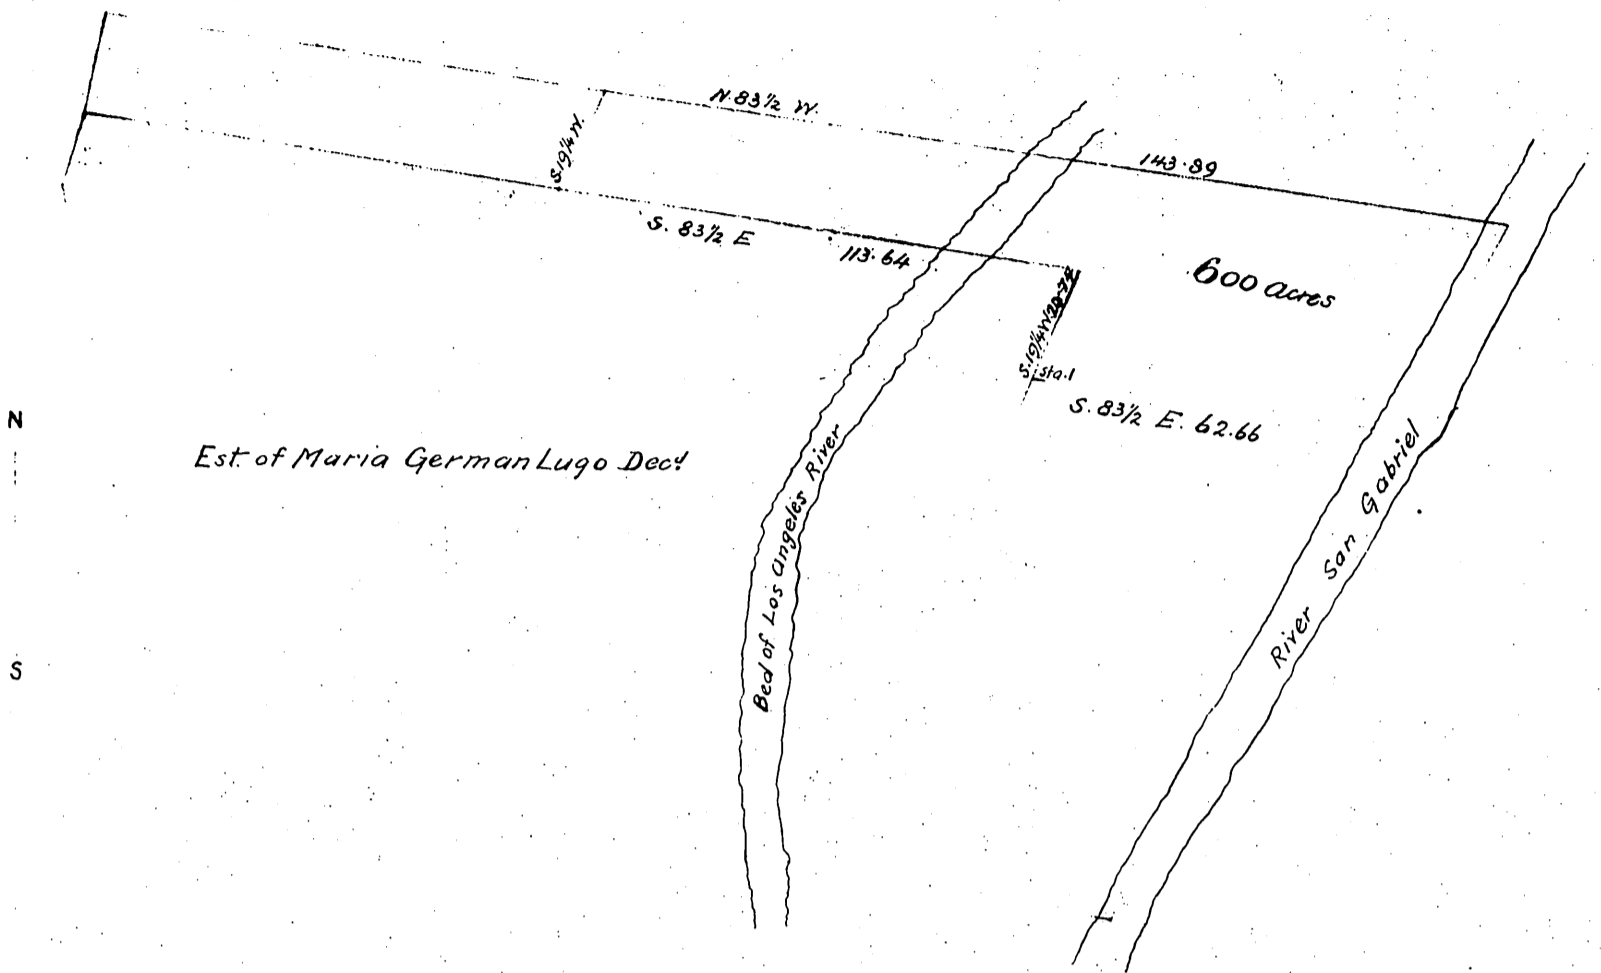 N. 83½ W.
143.89
S. 19¼ W.
S. 83½ E
113.64
600 acres
S. 19¼ W.
sta. 1
S. 83½ E. 62.66
N
S
Est. of Maria German Lugo Decd
Bed of Los Angeles River
River San Gabriel